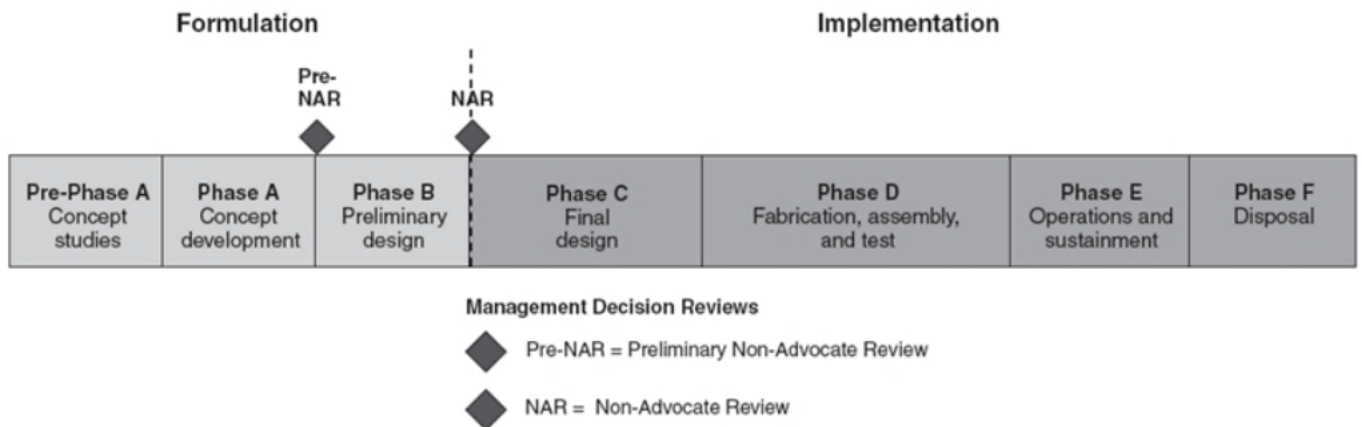 Formulation
Implementation
Pre-
NAR
NAR
Pre-Phase A
Concept
studies
Phase A
Concept
development
Phase B
Preliminary
design
Phase C
Final
design
Phase D
Fabrication, assembly,
and test
Phase E
Operations and
sustainment
Phase F
Disposal
Management Decision Reviews
Pre-NAR = Preliminary Non-Advocate Review
NAR = Non-Advocate Review